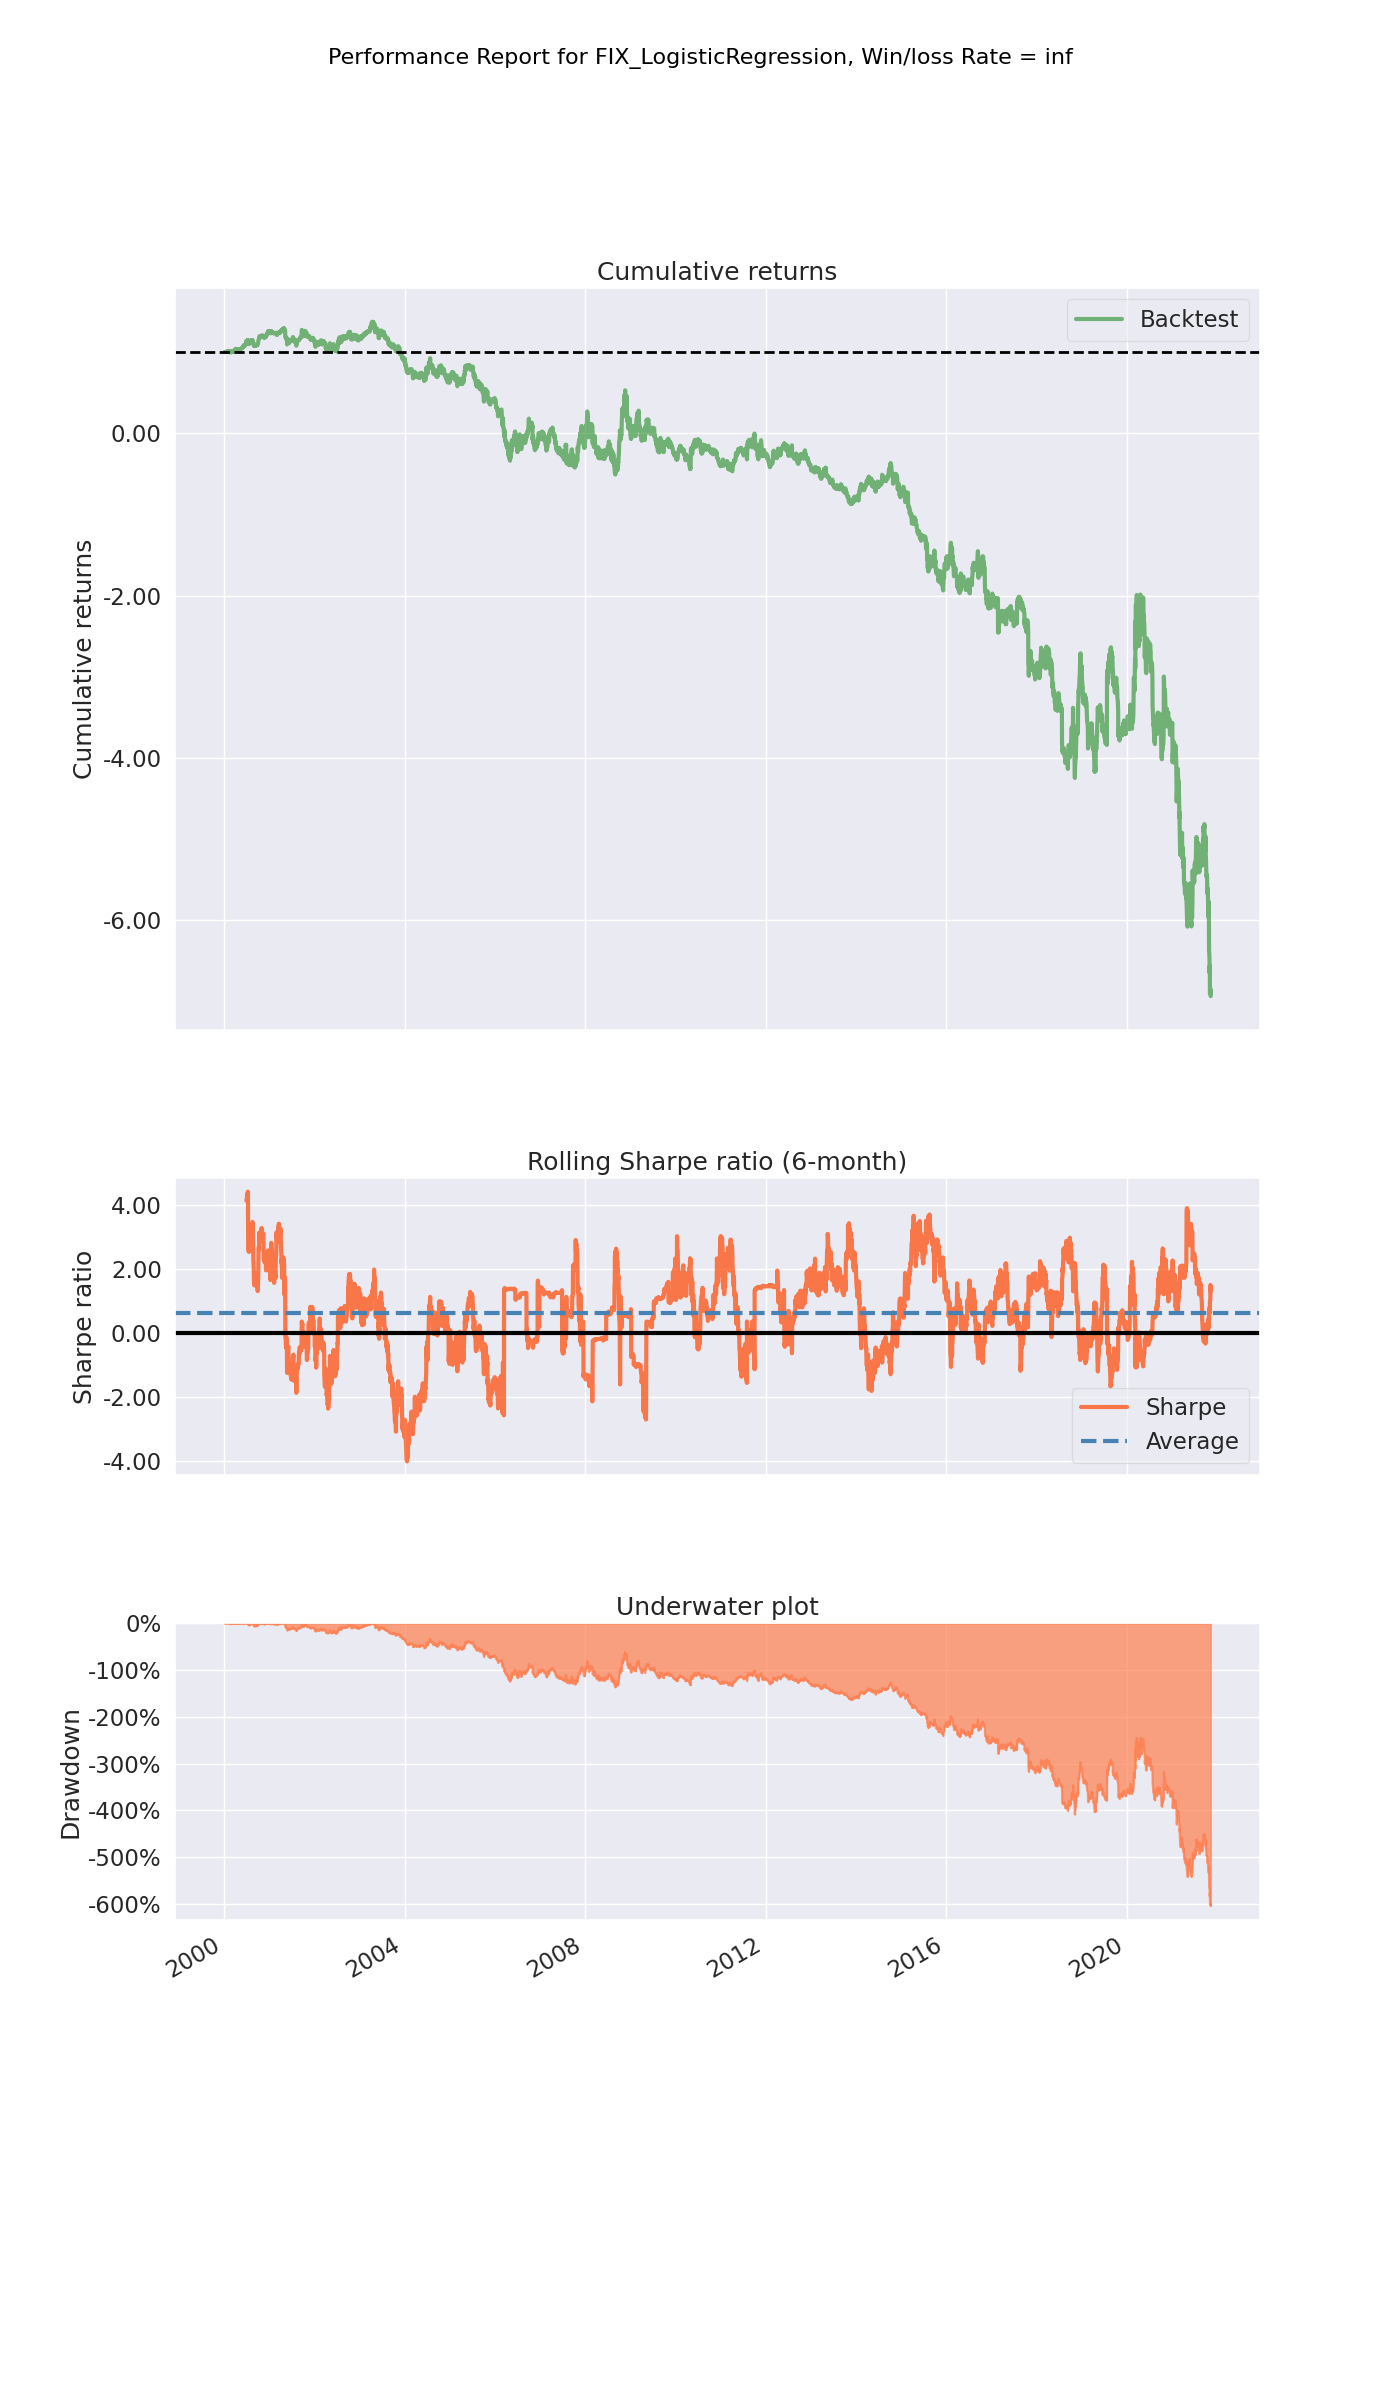 Performance Report for FIX_LogisticRegression, Win/loss Rate = inf
Cumulative returns
Backtest
0.00
-2.00
-4.00
-6.00
Cumulative returns
Rolling Sharpe ratio (6-month)
4.00
2.00
0.00
-2.00
-4.00
Sharpe ratio
Sharpe
Average
Underwater plot
0%
-100%
-200%
-300%
-400%
-500%
-600%
Drawdown
2000 2004 2008 2012 2016 2020